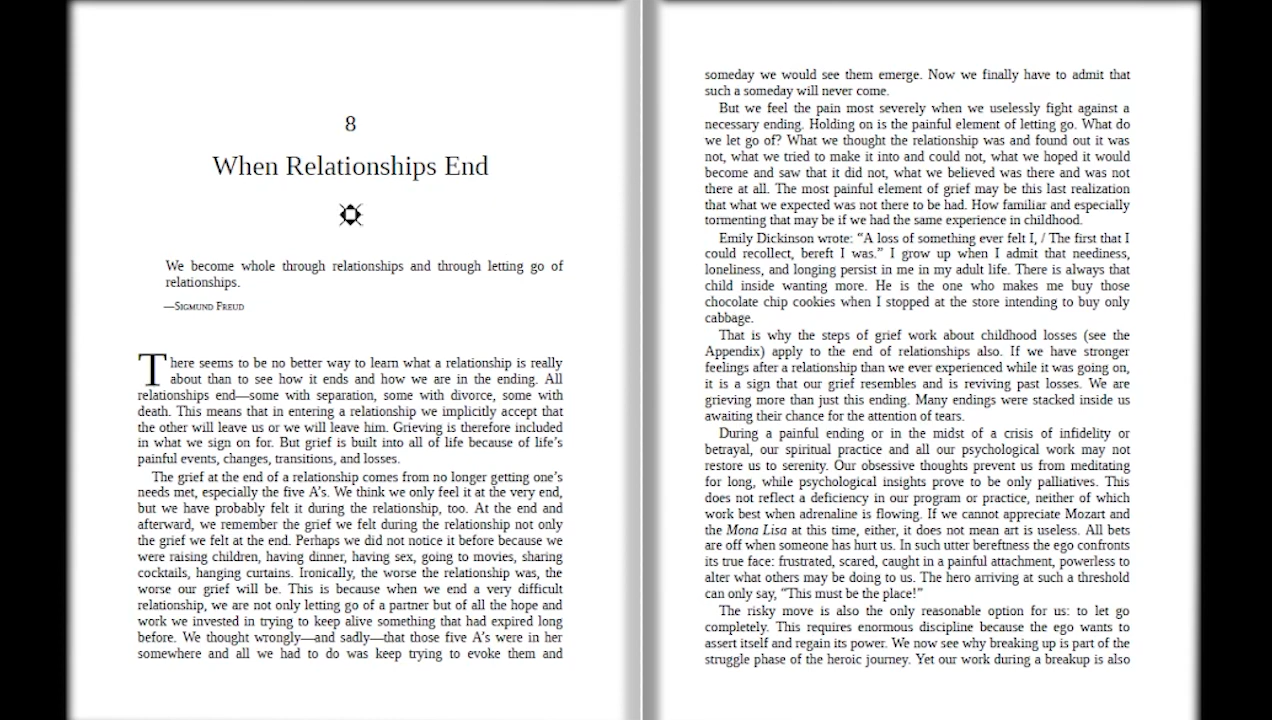 8
When Relationships End
We become whole through relationships and through letting go of
relationships.
—Sigmund Freud
There seems to be no better way to learn what a relationship is really
about than to see how it ends and how we are in the ending. All
relationships end—some with separation, some with divorce, some with
death. This means that in entering a relationship we implicitly accept that
the other will leave us or we will leave him. Grieving is therefore included
in what we sign on for. But grief is built into all of life because of life’s
painful events, changes, transitions, and losses.
The grief at the end of a relationship comes from no longer getting one’s
needs met, especially the five A’s. We think we only feel it at the very end,
but we have probably felt it during the relationship, too. At the end and
afterward, we remember the grief we felt during the relationship not only
the grief we felt at the end. Perhaps we did not notice it before because we
were raising children, having dinner, having sex, going to movies, sharing
cocktails, hanging curtains. Ironically, the worse the relationship was, the
worse our grief will be. This is because when we end a very difficult
relationship, we are not only letting go of a partner but of all the hope and
work we invested in trying to keep alive something that had expired long
before. We thought wrongly—and sadly—that those five A’s were in her
somewhere and all we had to do was keep trying to evoke them and
someday we would see them emerge. Now we finally have to admit that
such a someday will never come.
But we feel the pain most severely when we uselessly fight against a
necessary ending. Holding on is the painful element of letting go. What do
we let go of? What we thought the relationship was and found out it was
not, what we tried to make it into and could not, what we hoped it would
become and saw that it did not, what we believed was there and was not
there at all. The most painful element of grief may be this last realization
that what we expected was not there to be had. How familiar and especially
tormenting that may be if we had the same experience in childhood.
Emily Dickinson wrote: “A loss of something ever felt I, / The first that I
could recollect, bereft I was.” I grow up when I admit that neediness,
loneliness, and longing persist in me in my adult life. There is always that
child inside wanting more. He is the one who makes me buy those
chocolate chip cookies when I stopped at the store intending to buy only
cabbage.
That is why the steps of grief work about childhood losses (see the
Appendix) apply to the end of relationships also. If we have stronger
feelings after a relationship than we ever experienced while it was going on,
it is a sign that our grief resembles and is reviving past losses. We are
grieving more than just this ending. Many endings were stacked inside us
awaiting their chance for the attention of tears.
During a painful ending or in the midst of a crisis of infidelity or
betrayal, our spiritual practice and all our psychological work may not
restore us to serenity. Our obsessive thoughts prevent us from meditating
for long, while psychological insights prove to be only palliatives. This
does not reflect a deficiency in our program or practice, neither of which
work best when adrenaline is flowing. If we cannot appreciate Mozart and
the Mona Lisa at this time, either, it does not mean art is useless. All bets
are off when someone has hurt us. In such utter bereftness the ego confronts
its true face: frustrated, scared, caught in a painful attachment, powerless to
alter what others may be doing to us. The hero arriving at such a threshold
can only say, “This must be the place!”
The risky move is also the only reasonable option for us: to let go
completely. This requires enormous discipline because the ego wants to
assert itself and regain its power. We now see why breaking up is part of the
struggle phase of the heroic journey. Yet our work during a breakup is also